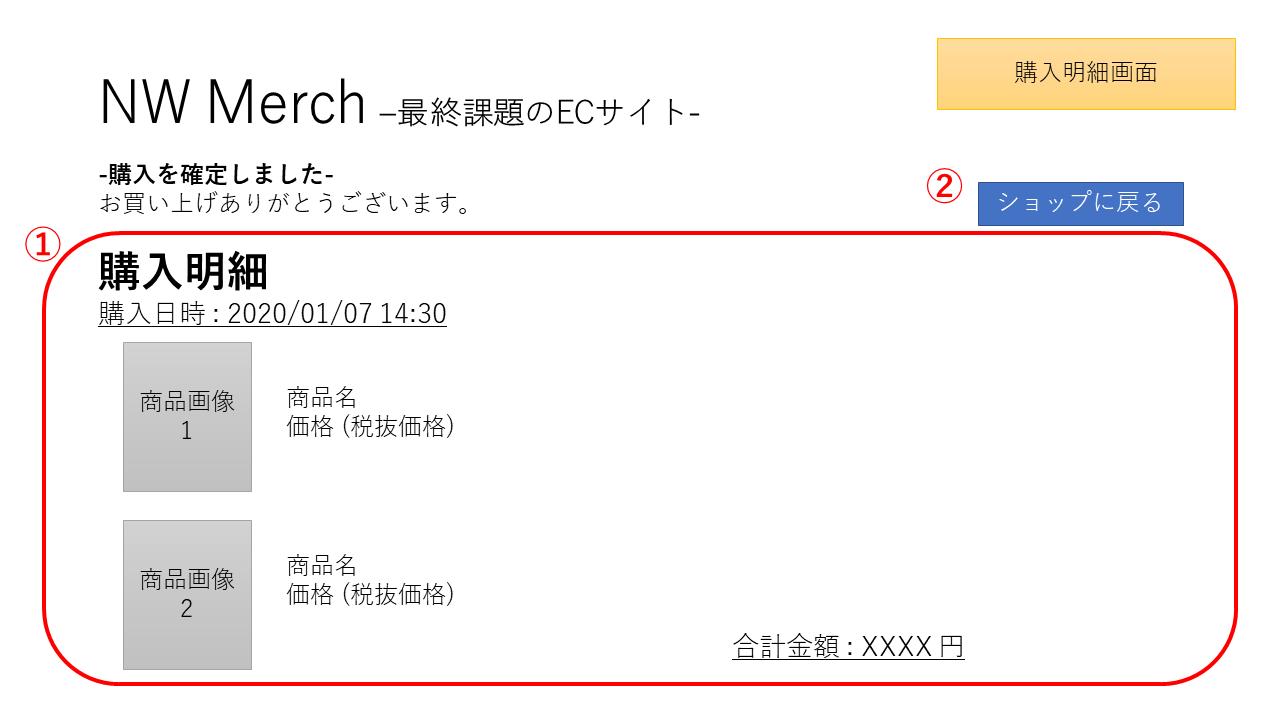 購入明細画面
NW Merch –最終課題のECサイト-
-購入を確定しました-
お買い上げありがとうございます。
② ショップに戻る
①
購入明細
購入日時 : 2020/01/07 14:30
商品画像
1
商品名
価格 (税抜価格)
商品画像
2
商品名
価格 (税抜価格)
合計金額 : XXXX 円